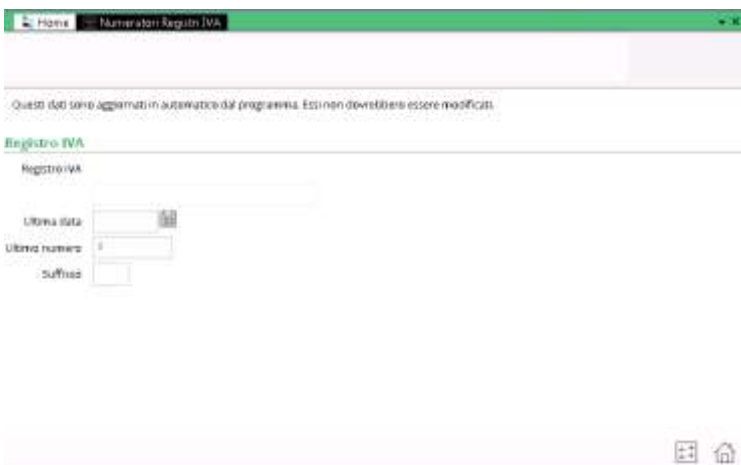 Home Numeratori Registri IVA
Questi dati sono aggiornati in automatico dal programma. Essi non dovrebbero essere modificati.
Registro IVA
Registro IVA
Ultima data
Ultimo numero
Suffisso